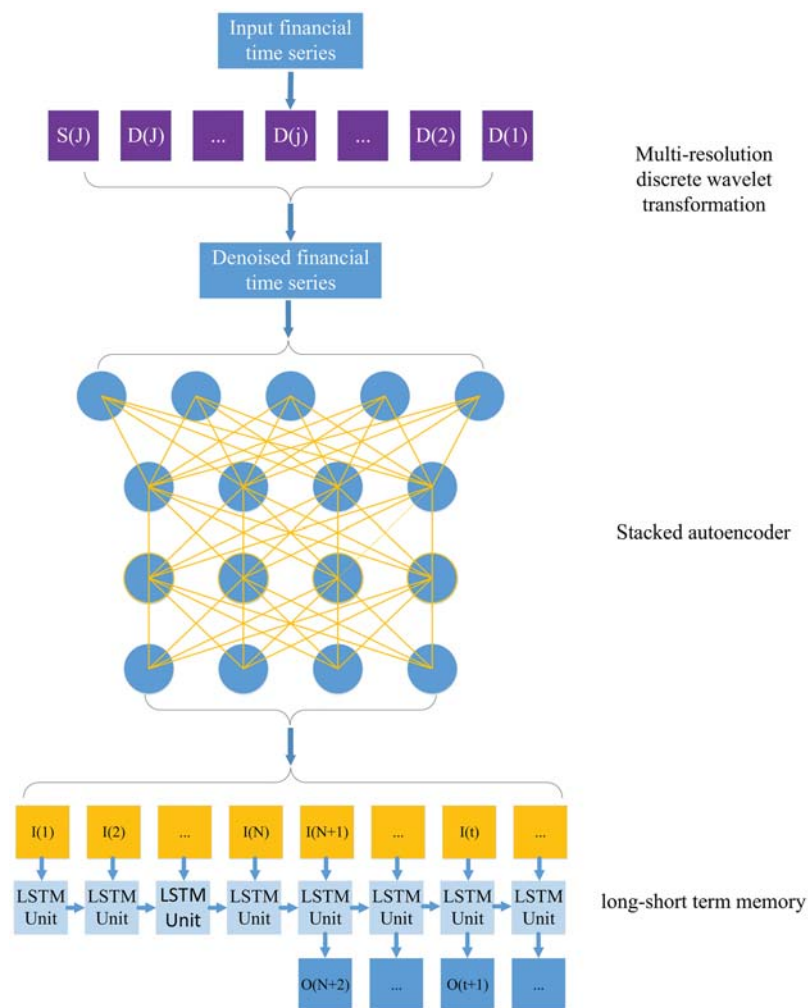 Input financial
time series
S(J) D(J) ... D(j) ... D(2) D(1)
Multi-resolution
discrete wavelet
transformation
Denoised financial
time series
Stacked autoencoder
I(1) I(2) ... I(N) I(N+1) ... I(t) ...
LSTM LSTM LSTM LSTM LSTM LSTM LSTM LSTM
Unit Unit Unit Unit Unit Unit Unit Unit
long-short term memory
O(N+2) ... O(t+1) ...